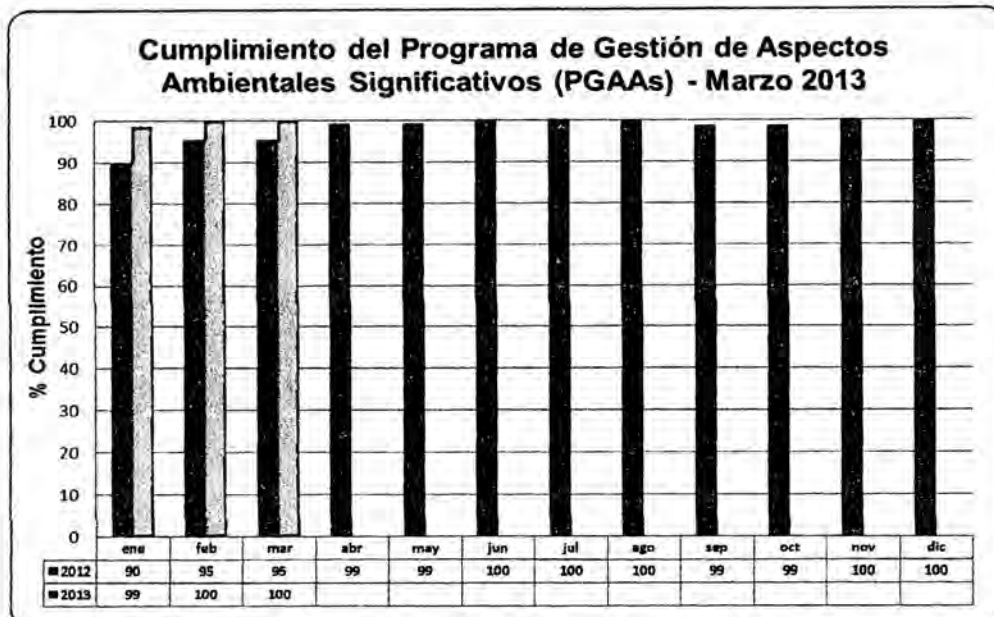 Cumplimiento del Programa de Gestión de Aspectos
Ambientales Significativos (PGAAs) - Marzo 2013
% Cumplimiento
100
90
80
70
60
50
40
30
20
10
0
ene feb mar abr may jun jul ago sep oct nov dic
2012 90 95 95 99 99 100 100 100 99 99 100 100
2013 99 100 100